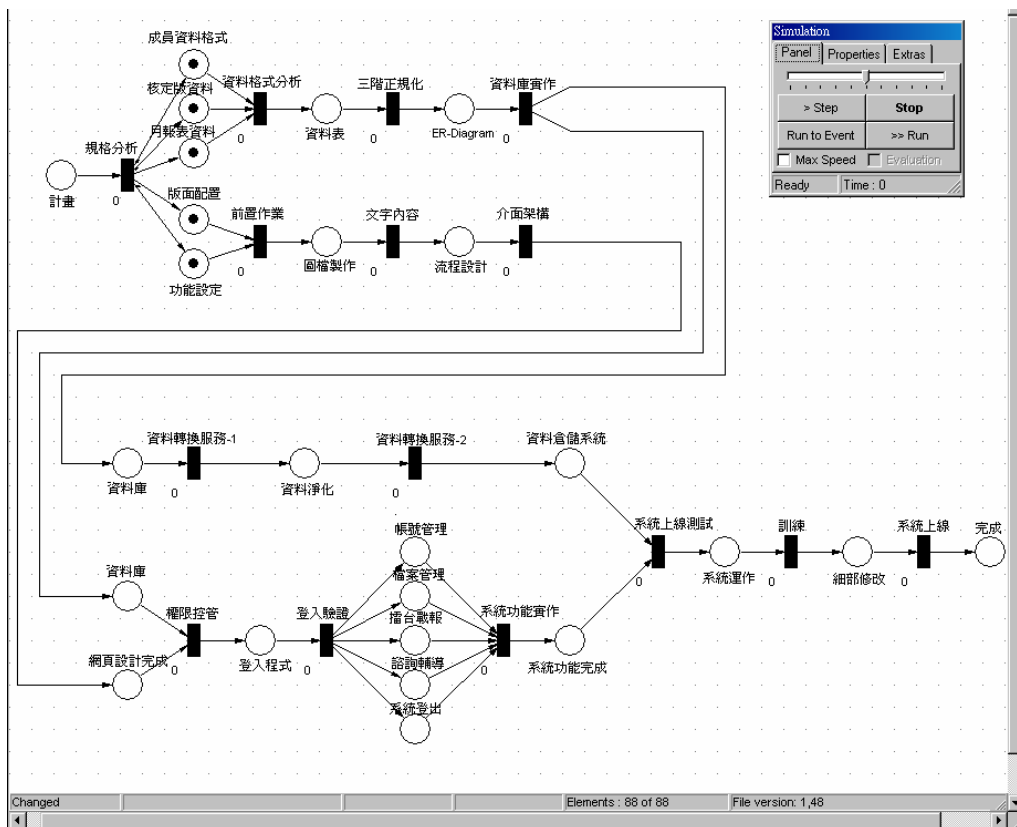 成員資料格式
Simulation
Panel
Properties
Extras
> Step
Stop
Run to Event
>> Run
Max Speed
Evaluation
Ready
Time : 0
核定版資料
資料格式分析
三階正規化
資料庫實作
月報表資料
0
資料表
0
ER-Diagram
0
規格分析
計畫
0
版面配置
前置作業
文字內容
介面架構
功能設定
0
圖檔製作
0
流程設計
0
資料轉換服務-1
資料轉換服務-2
資料倉儲系統
資料庫
0
資料淨化
0
帳號管理
系統上線測試
訓練
系統上線
完成
資料庫
檔案管理
0
系統運作
0
細部修改
0
權限控管
登入驗證
擂台戰報
系統功能實作
網頁設計完成
0
登入程式
0
諮詢輔導
0
系統功能完成
系統登出
Changed
Elements : 88 of 88
File version: 1,48